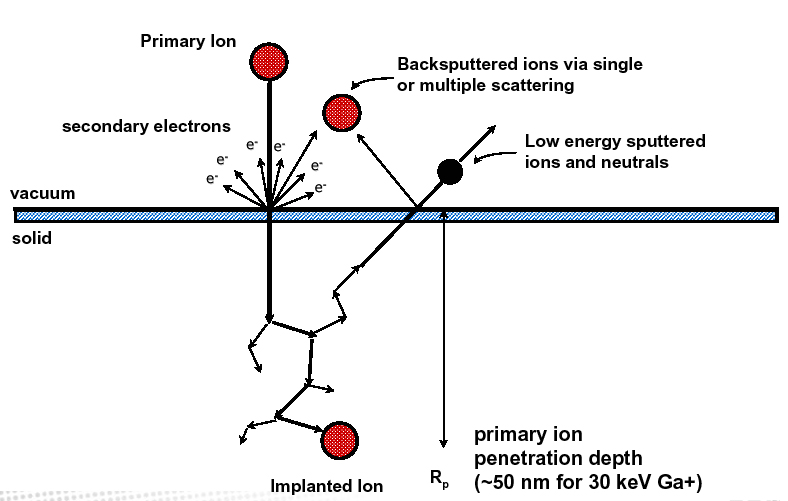 Primary Ion
Backsputtered ions via single
or multiple scattering
secondary electrons
e-
e-
e-
e-
e-
e-
Low energy sputtered
ions and neutrals
vacuum
solid
primary ion
penetration depth
(~50 nm for 30 keV Ga+)
Rp
Implanted Ion